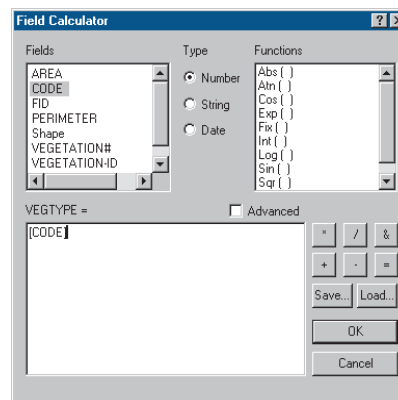 Field Calculator
Fields
Type
Functions
AREA
CODE
FID
PERIMETER
Shape
VEGETATION#
VEGETATION-ID
Number
String
Date
Abs ( )
Atn ( )
Cos ( )
Exp ( )
Fix ( )
Int ( )
Log ( )
Sin ( )
Sqr ( )
VEGTYPE =
Advanced
[CODE]
* / &
+ - =
Save... Load...
OK
Cancel